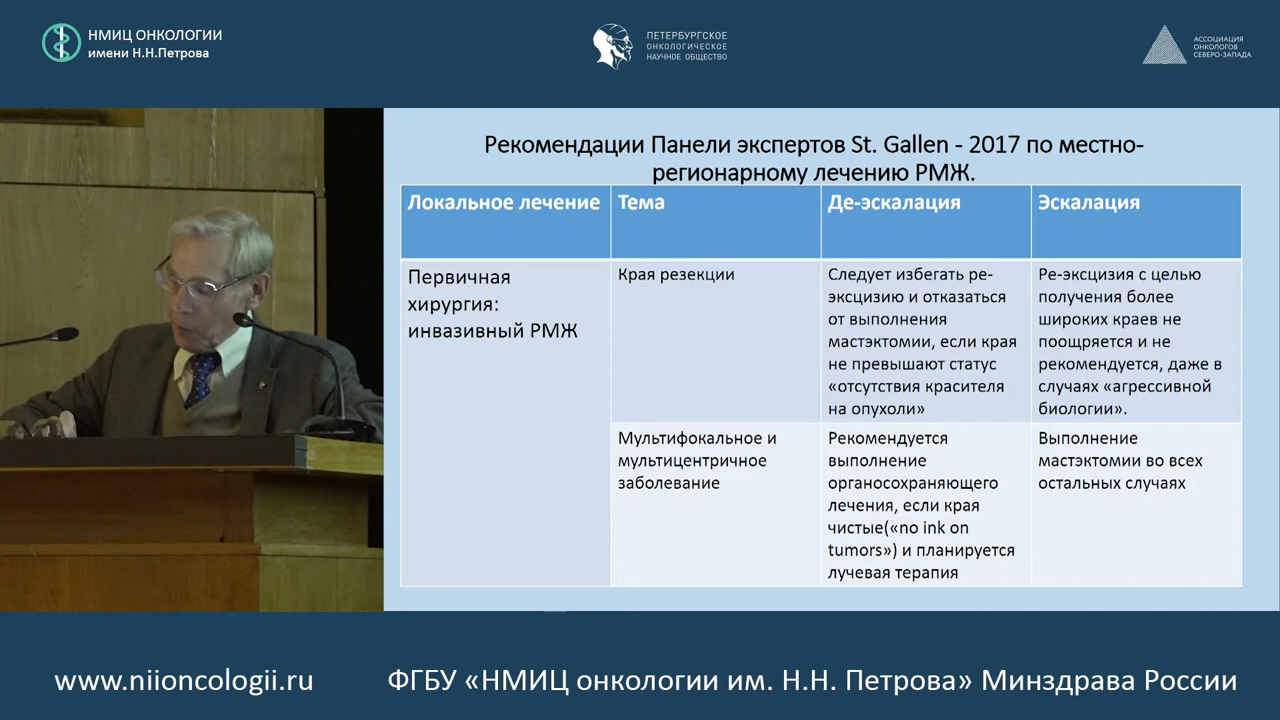 НМИЦ ОНКОЛОГИИ
имени Н.Н.Петрова
ПЕТЕРБУРГСКОЕ
ОНКОЛОГИЧЕСКОЕ
НАУЧНОЕ ОБЩЕСТВО
АССОЦИАЦИЯ
ОНКОЛОГОВ
СЕВЕРО-ЗАПАДА
Рекомендации Панели экспертов St. Gallen - 2017 по местно-
регионарному лечению РМЖ.
Локальное лечение
Тема
Де-эскалация
Эскалация
Первичная
хирургия:
инвазивный РМЖ
Края резекции
Следует избегать ре-
эксцизию и отказаться
от выполнения
мастэктомии, если края
не превышают статус
«отсутствия красителя
на опухоли»
Ре-эксцизия с целью
получения более
широких краев не
поощряется и не
рекомендуется, даже в
случаях «агрессивной
биологии».
Мультифокальное и
мультицентричное
заболевание
Рекомендуется
выполнение
органосохраняющего
лечения, если края
чистые(«no ink on
tumors») и планируется
лучевая терапия
Выполнение
мастэктомии во всех
остальных случаях
www.niioncologii.ru
ФГБУ «НМИЦ онкологии им. Н.Н. Петрова» Минздрава России